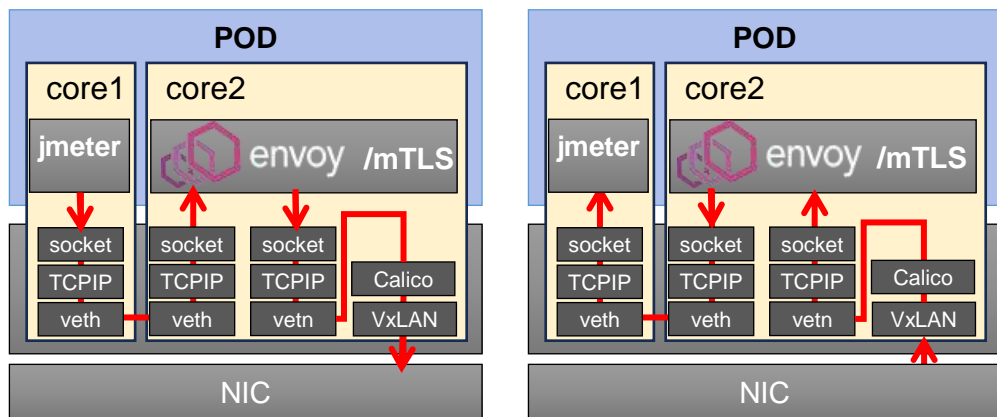 POD
core1 core2
jmeter envoy /mTLS
socket socket socket
TCPIP TCPIP TCPIP Calico
veth veth vetn VxLAN
NIC
POD
core1 core2
jmeter envoy /mTLS
socket socket socket
TCPIP TCPIP TCPIP Calico
veth veth vetn VxLAN
NIC